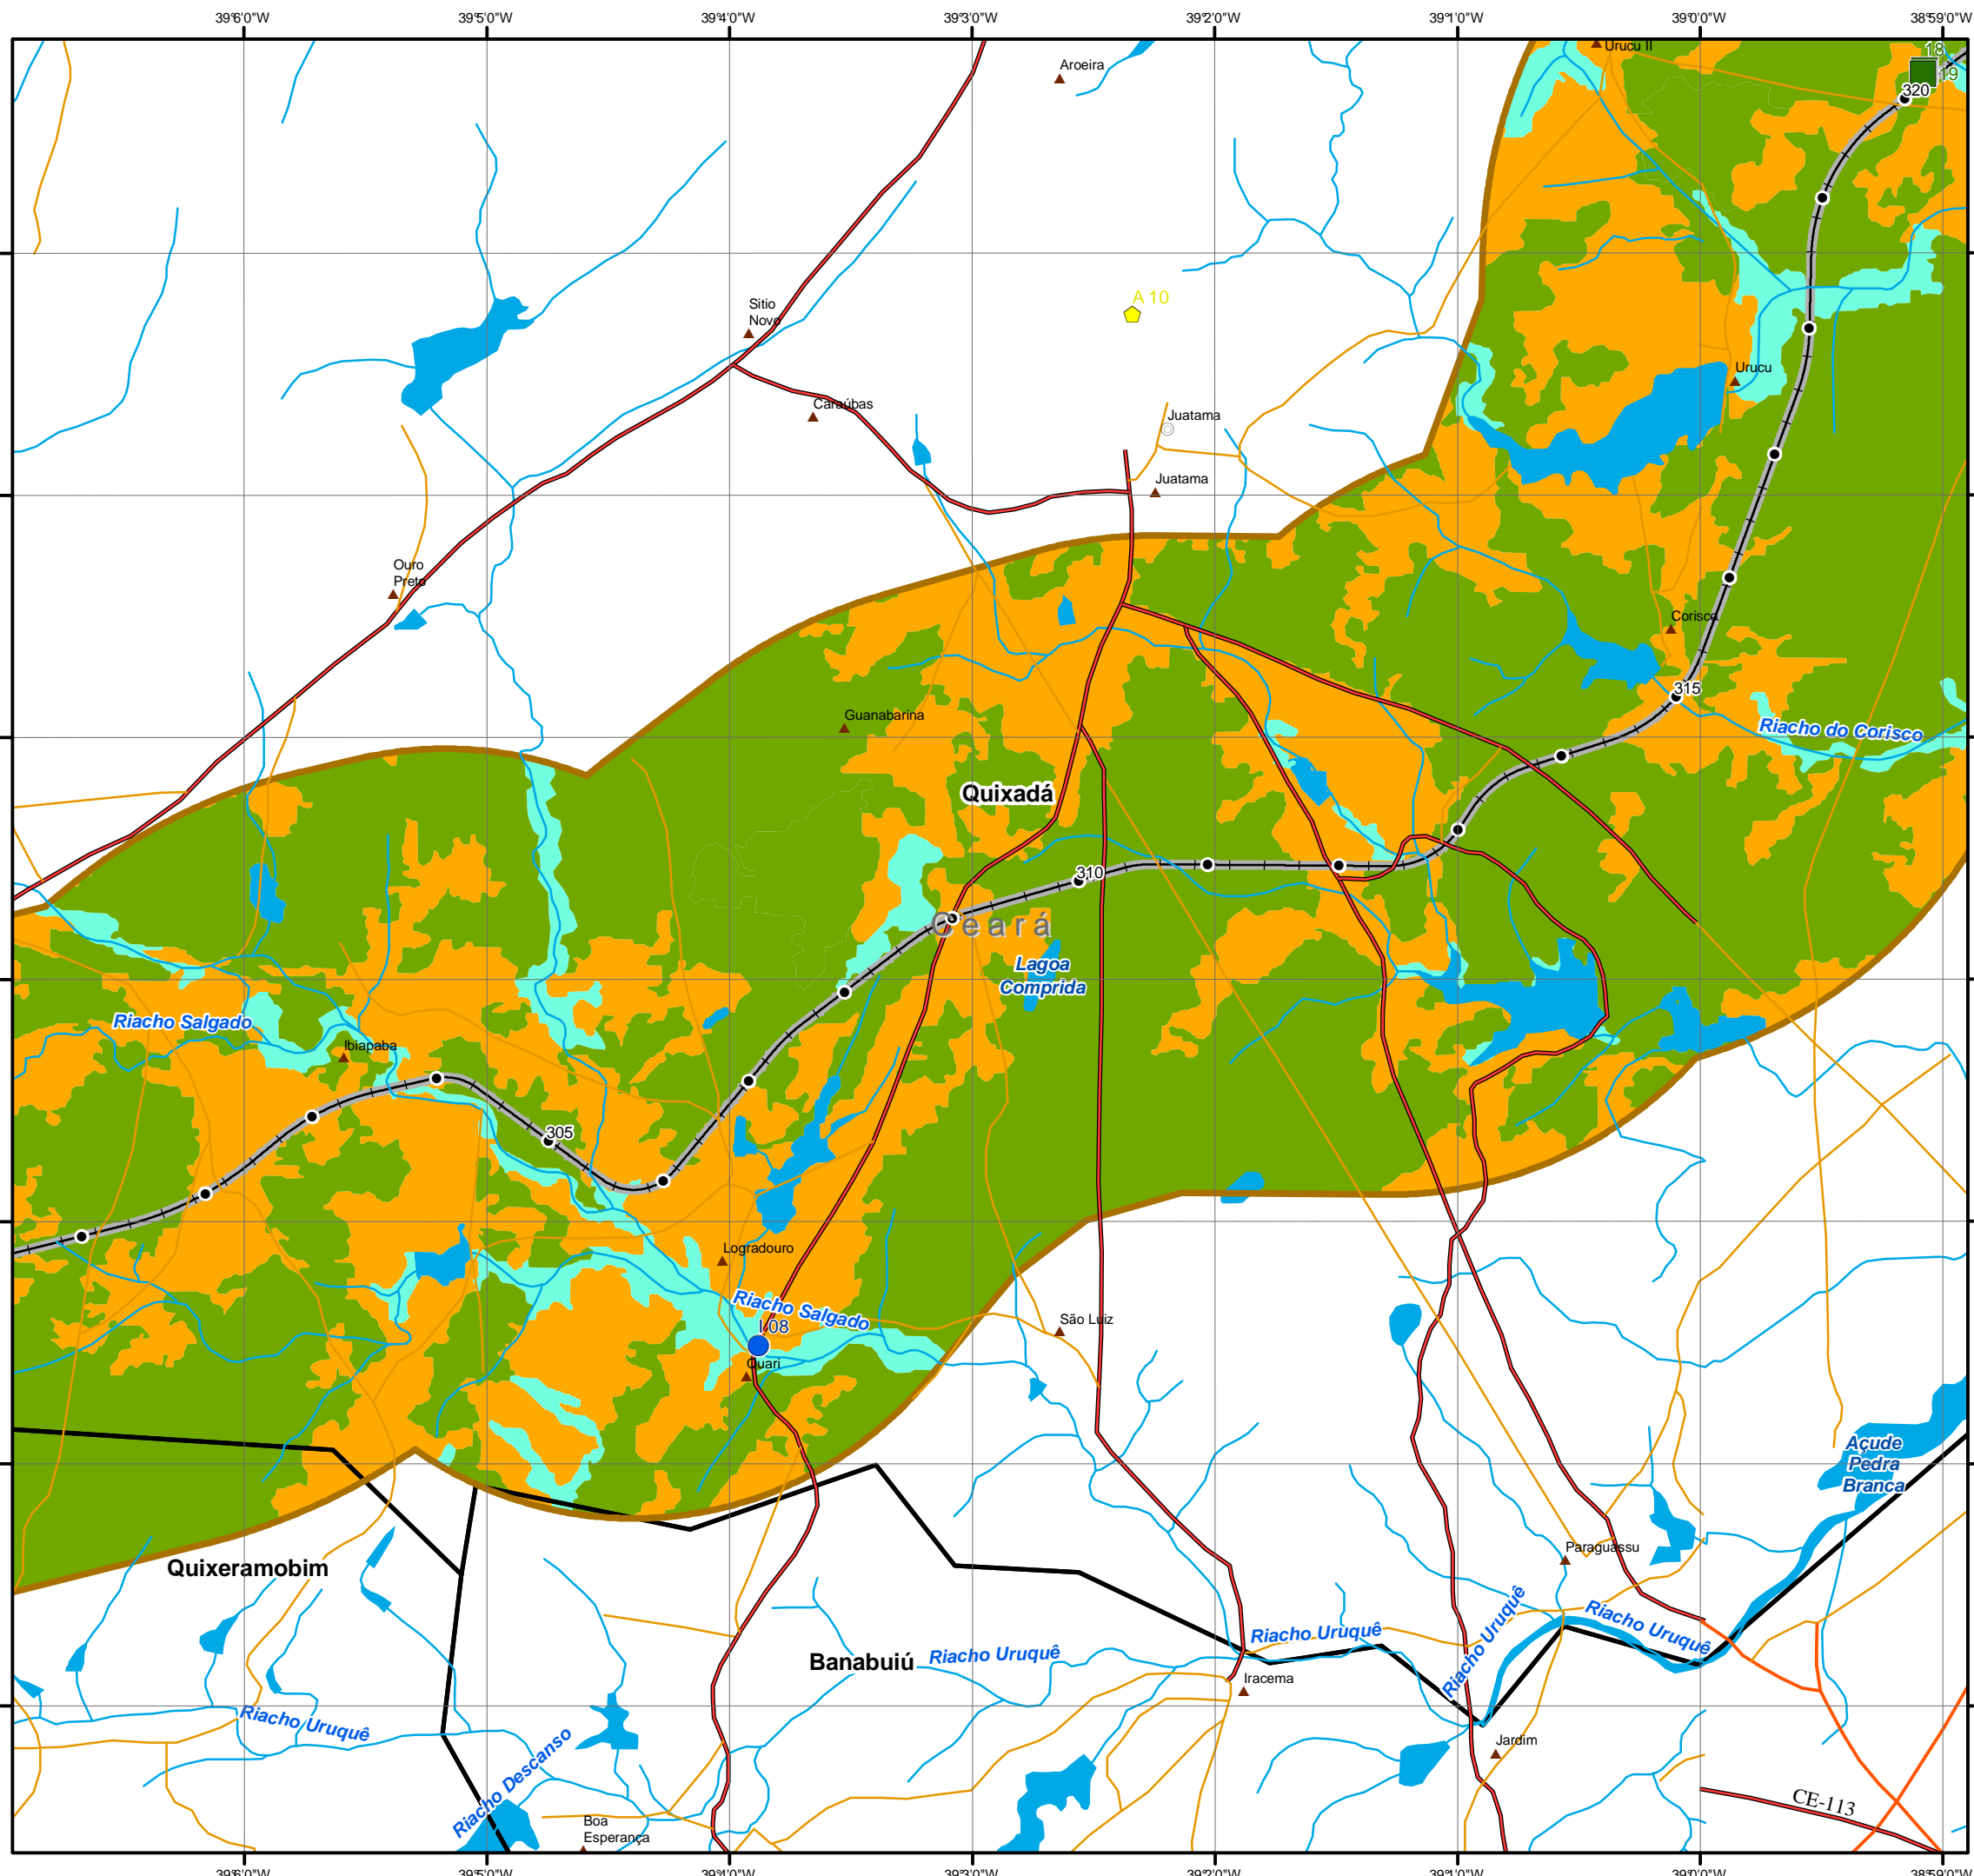 39°6'0"W 39°5'0"W 39°4'0"W 39°3'0"W 39°2'0"W 39°1'0"W 39°0'0"W 38°59'0"W
Urucu II
18
19
320
Aroeira
A 10
Sitio
Novo
Caraúbas
Juatama
Juatama
Urucu
Ouro
Preto
Corisco
315
Riacho do Corisco
Guanabarina
Quixadá
310
Ceará
Lagoa
Comprida
Riacho Salgado
Ibiapaba
305
Logradouro
Riacho Salgado
I 08
São Luiz
Quari
Açude
Pedra
Branca
Paraguassu
Quixeramobim
Riacho Uruquê
Riacho Uruquê
Riacho Uruquê
Riacho Uruquê
Banabuiú
Iracema
Riacho Uruquê
Riacho Descanso
Jardim
CE-113
Boa
Esperança
39°6'0"W 39°5'0"W 39°4'0"W 39°3'0"W 39°2'0"W 39°1'0"W 39°0'0"W 38°59'0"W